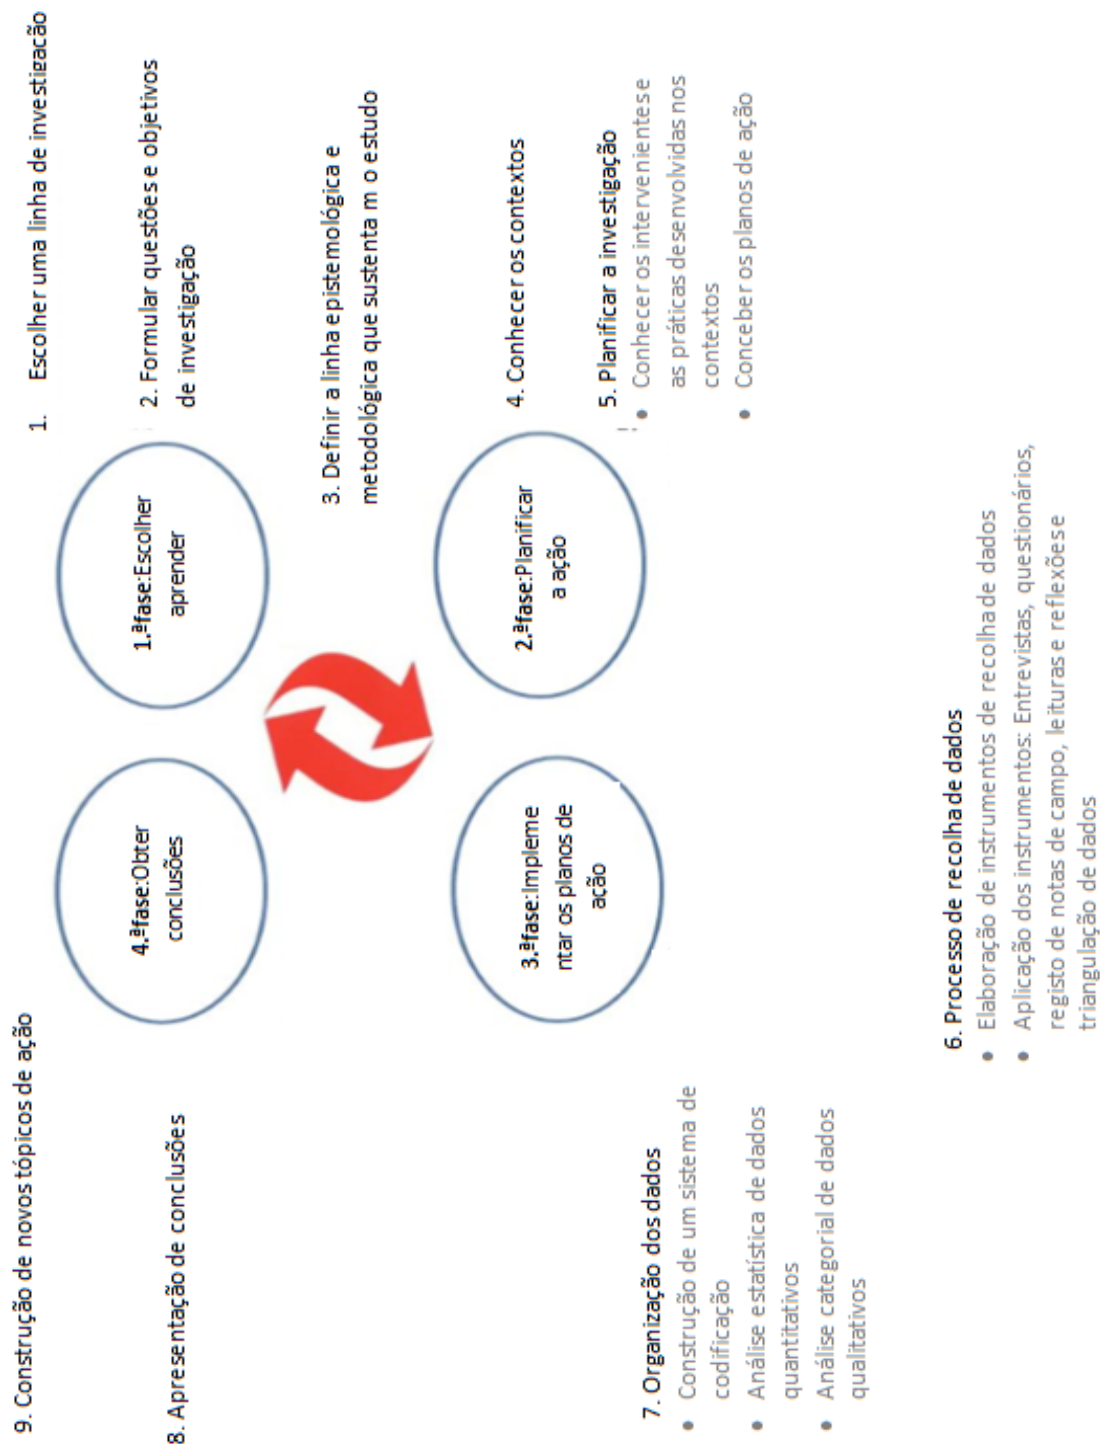 1. Escolher uma linha de investigação
2. Formular questões e objetivos
de investigação
3. Definir a linha epistemológica e
metodológica que sustenta m o estudo
4. Conhecer os contextos
5. Planificar a investigação
• Conhecer os intervenientes e
as práticas desenvolvidas nos
contextos
• Conceber os planos de ação
1.ªfase:Escolher
aprender
2.ªfase:Planificar
a ação
3.ªfase:Impleme
ntar os planos de
ação
4.ªfase:Obter
conclusões
6. Processo de recolha de dados
• Elaboração de instrumentos de recolha de dados
• Aplicação dos instrumentos: Entrevistas, questionários,
registo de notas de campo, leituras e reflexões e
triangulação de dados
7. Organização dos dados
• Construção de um sistema de
codificação
• Análise estatística de dados
quantitativos
• Análise categorial de dados
qualitativos
8. Apresentação de conclusões
9. Construção de novos tópicos de ação